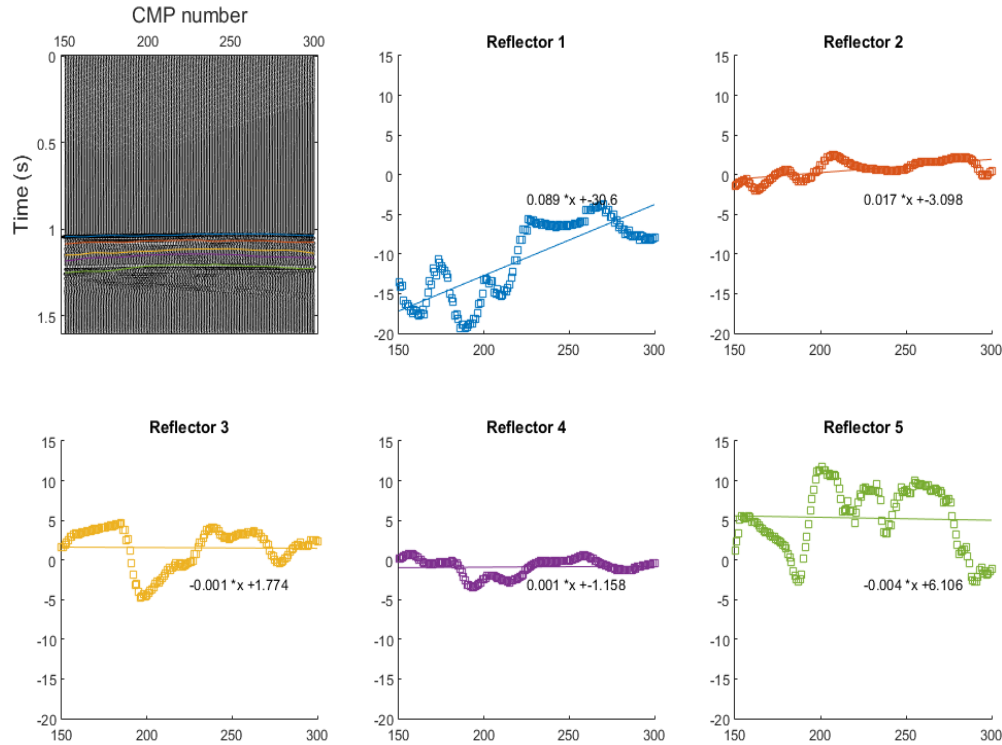 CMP number
150 200 250 300
0
0.5
1
1.5
Time (s)
Reflector 1
15
10
5
0
-5
-10
-15
-20
150 200 250 300
0.089 *x +-30.6
Reflector 2
15
10
5
0
-5
-10
-15
-20
150 200 250 300
0.017 *x +-3.098
Reflector 3
15
10
5
0
-5
-10
-15
-20
150 200 250 300
-0.001 *x +1.774
Reflector 4
15
10
5
0
-5
-10
-15
-20
150 200 250 300
0.001 *x +-1.158
Reflector 5
15
10
5
0
-5
-10
-15
-20
150 200 250 300
-0.004 *x +6.106